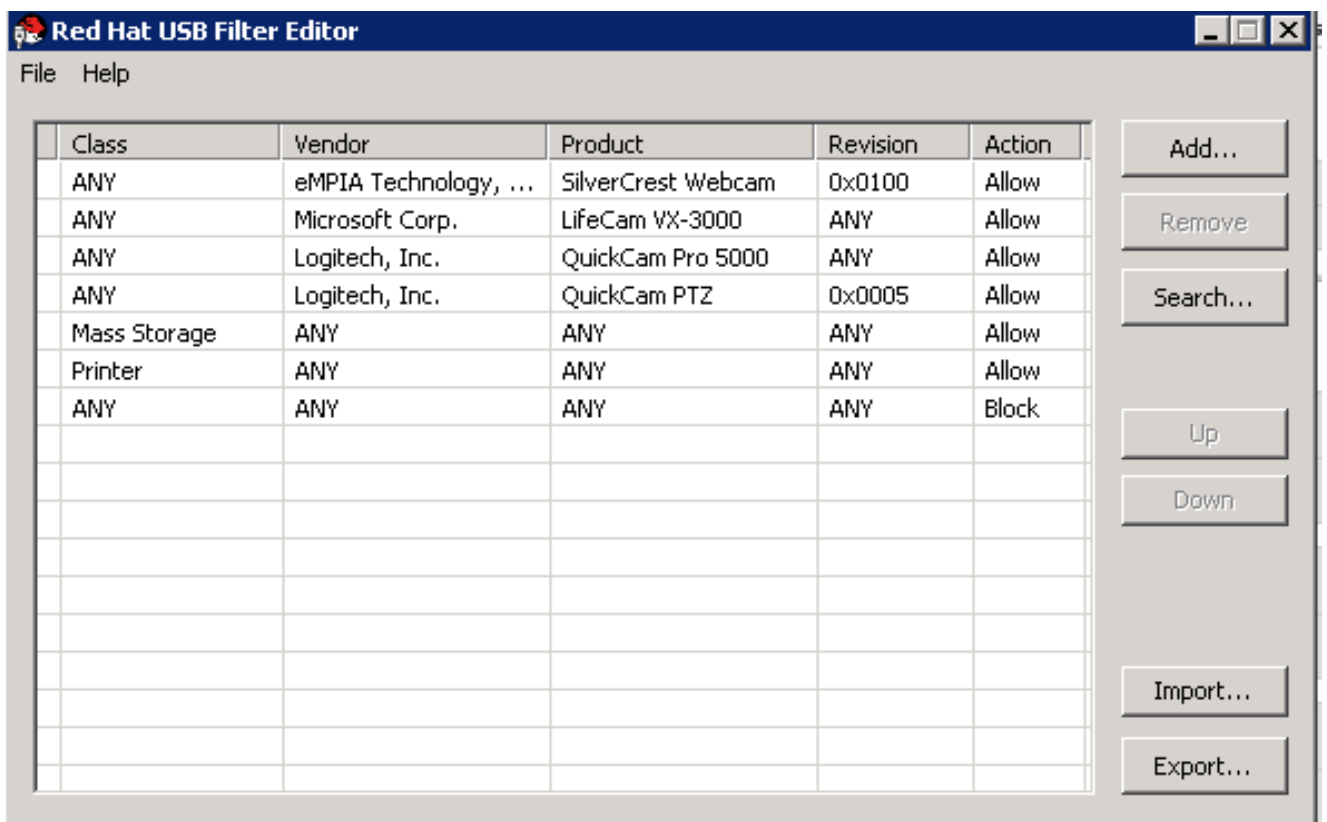 Red Hat USB Filter Editor
File Help
Class Vendor Product Revision Action
ANY eMPIA Technology, ... SilverCrest Webcam 0x0100 Allow
ANY Microsoft Corp. LifeCam VX-3000 ANY Allow
ANY Logitech, Inc. QuickCam Pro 5000 ANY Allow
ANY Logitech, Inc. QuickCam PTZ 0x0005 Allow
Mass Storage ANY ANY ANY Allow
Printer ANY ANY ANY Allow
ANY ANY ANY ANY Block
Add...
Remove
Search...
Up
Down
Import...
Export...